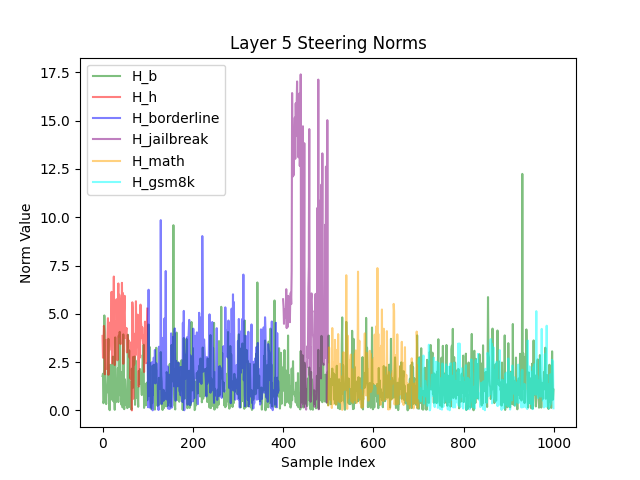 Layer 5 Steering Norms
H_b
H_h
H_borderline
H_jailbreak
H_math
H_gsm8k
Norm Value
17.5
15.0
12.5
10.0
7.5
5.0
2.5
0.0
0 200 400 600 800 1000
Sample Index